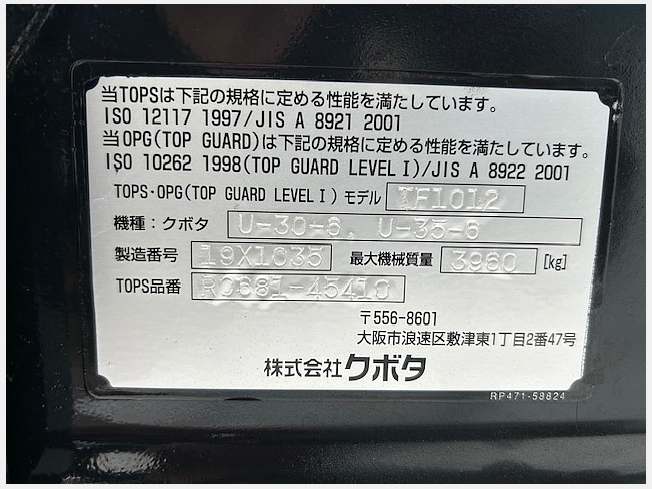 当TOPSは下記の規格に定める性能を満たしています。
ISO 12117 1997/JIS A 8921 2001
当OPG(TOP GUARD)は下記の規格に定める性能を満たしています。
ISO 10262 1998(TOP GUARD LEVELⅠ)/JIS A 8922 2001
TOPS・OPG(TOP GUARD LEVELⅠ) モデル TF1012
機種：クボタ U-30-6, U-35-6
製造番号 19X1035 最大機械質量 3960 [kg]
TOPS品番 RC681-45410
〒556-8601
大阪市浪速区敷津東1丁目2番47号
株式会社クボタ
RP471-58824